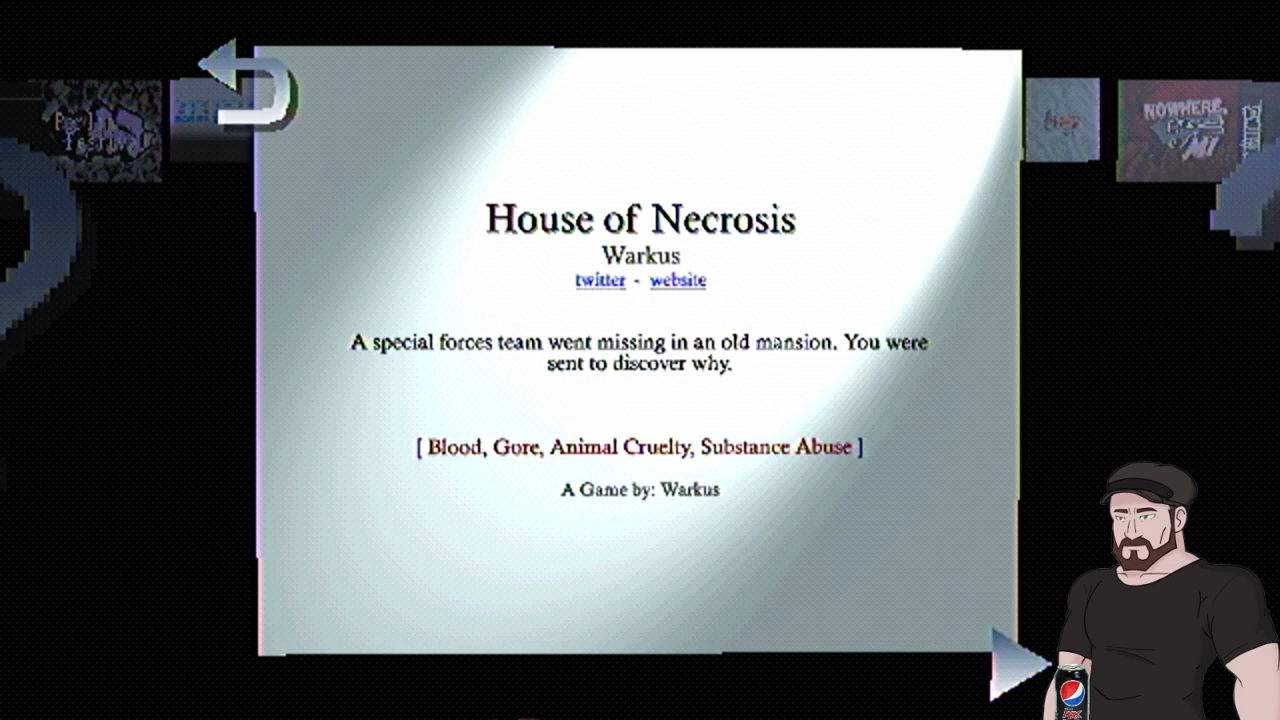 House of Necrosis
Warkus
twitter - website
A special forces team went missing in an old mansion. You were
sent to discover why.
[ Blood, Gore, Animal Cruelty, Substance Abuse ]
A Game by: Warkus
NOWHERE,